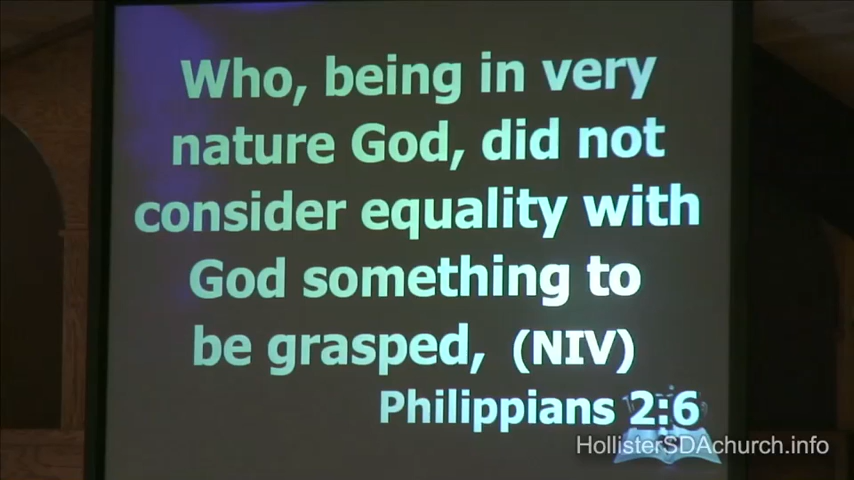 Who, being in very
nature God, did not
consider equality with
God something to
be grasped, (NIV)
Philippians 2:6
HollisterSDAchurch.info